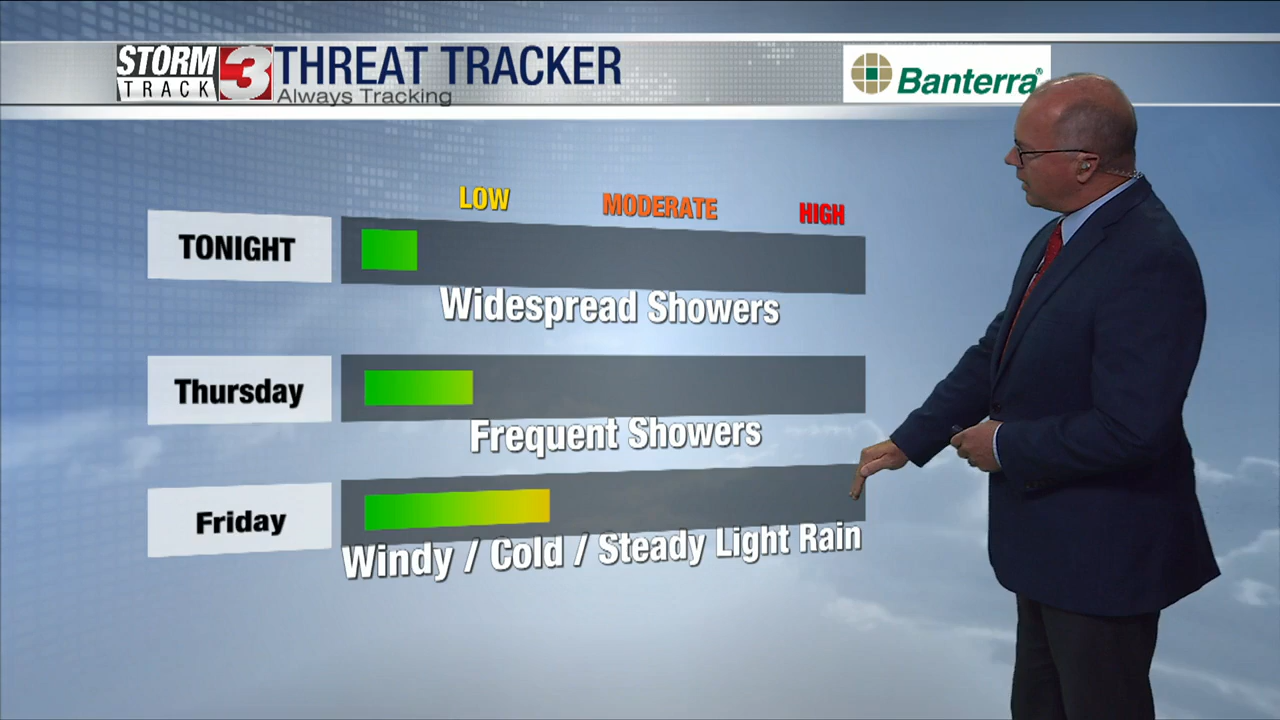 STORM
TRACK
3
THREAT TRACKER
Always Tracking
Banterra®
LOW MODERATE HIGH
TONIGHT
Widespread Showers
Thursday
Frequent Showers
Friday
Windy / Cold / Steady Light Rain